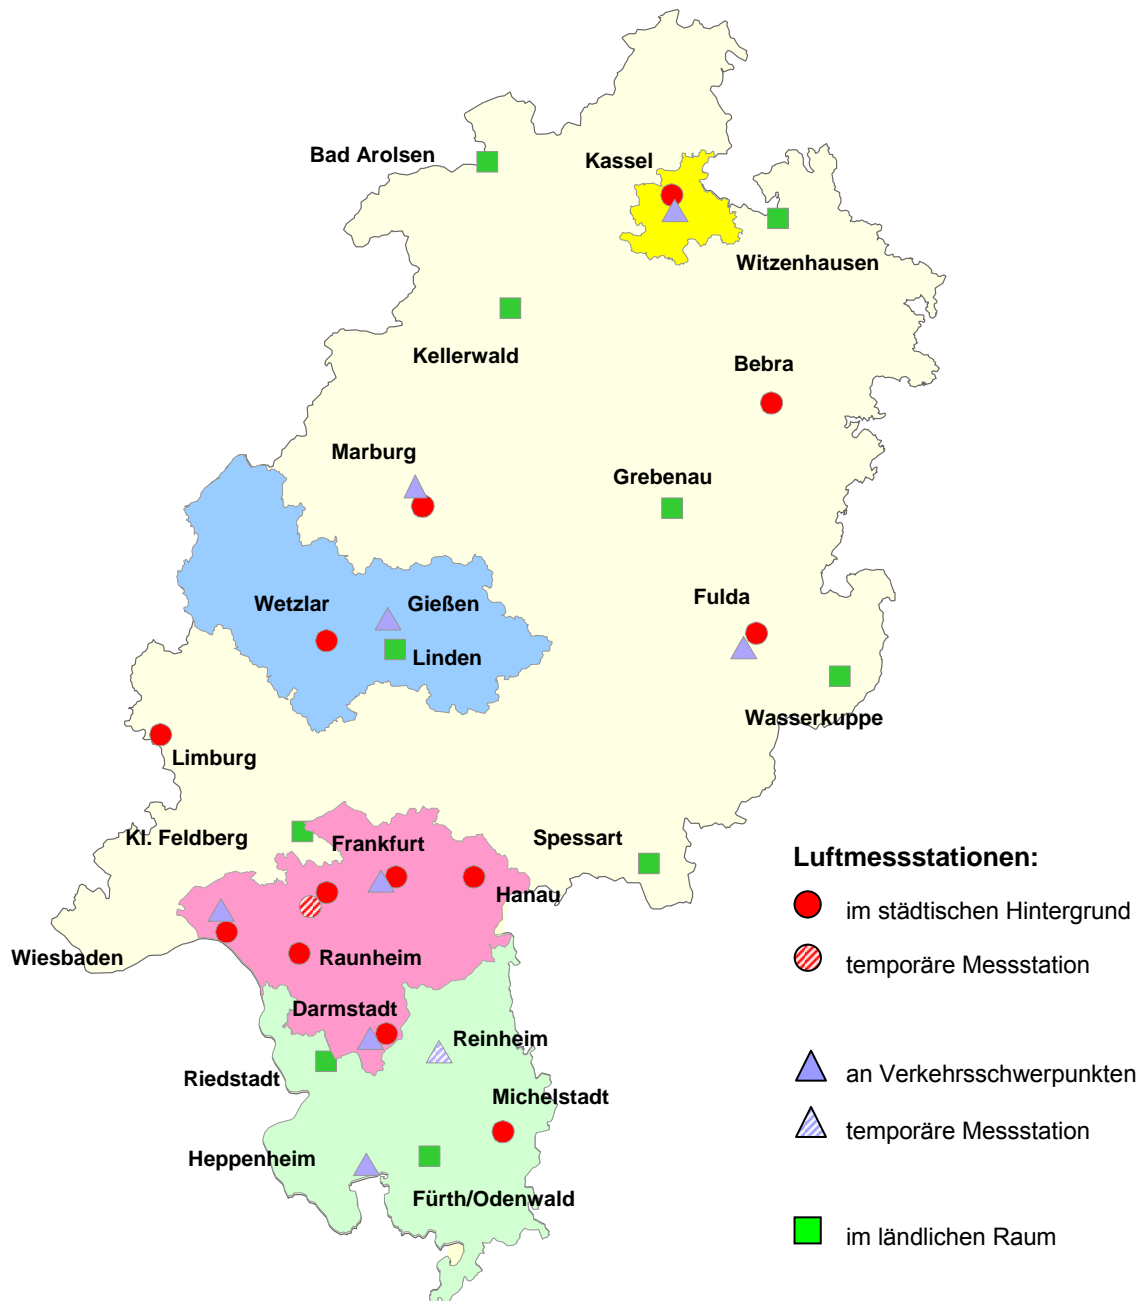 Bad Arolsen
Kassel
Witzenhausen
Kellerwald
Bebra
Marburg
Grebenau
Wetzlar
Gießen
Fulda
Linden
Wasserkuppe
Limburg
Kl. Feldberg
Frankfurt
Spessart
Hanau
Wiesbaden
Raunheim
Darmstadt
Reinheim
Riedstadt
Michelstadt
Heppenheim
Fürth/Odenwald
Luftmessstationen:
im städtischen Hintergrund
temporäre Messstation
an Verkehrsschwerpunkten
temporäre Messstation
im ländlichen Raum